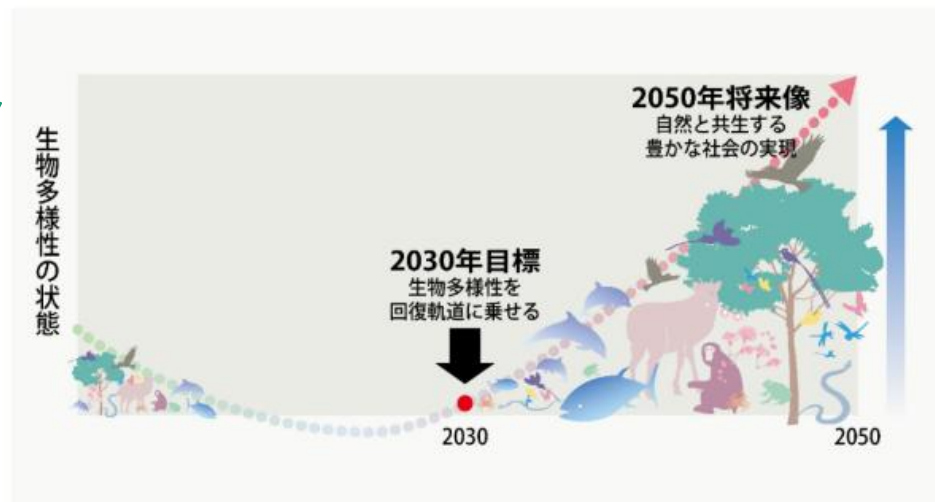 生物多様性の状態
2050年将来像
自然と共生する
豊かな社会の実現
2030年目標
生物多様性を
回復軌道に乗せる
2030
2050